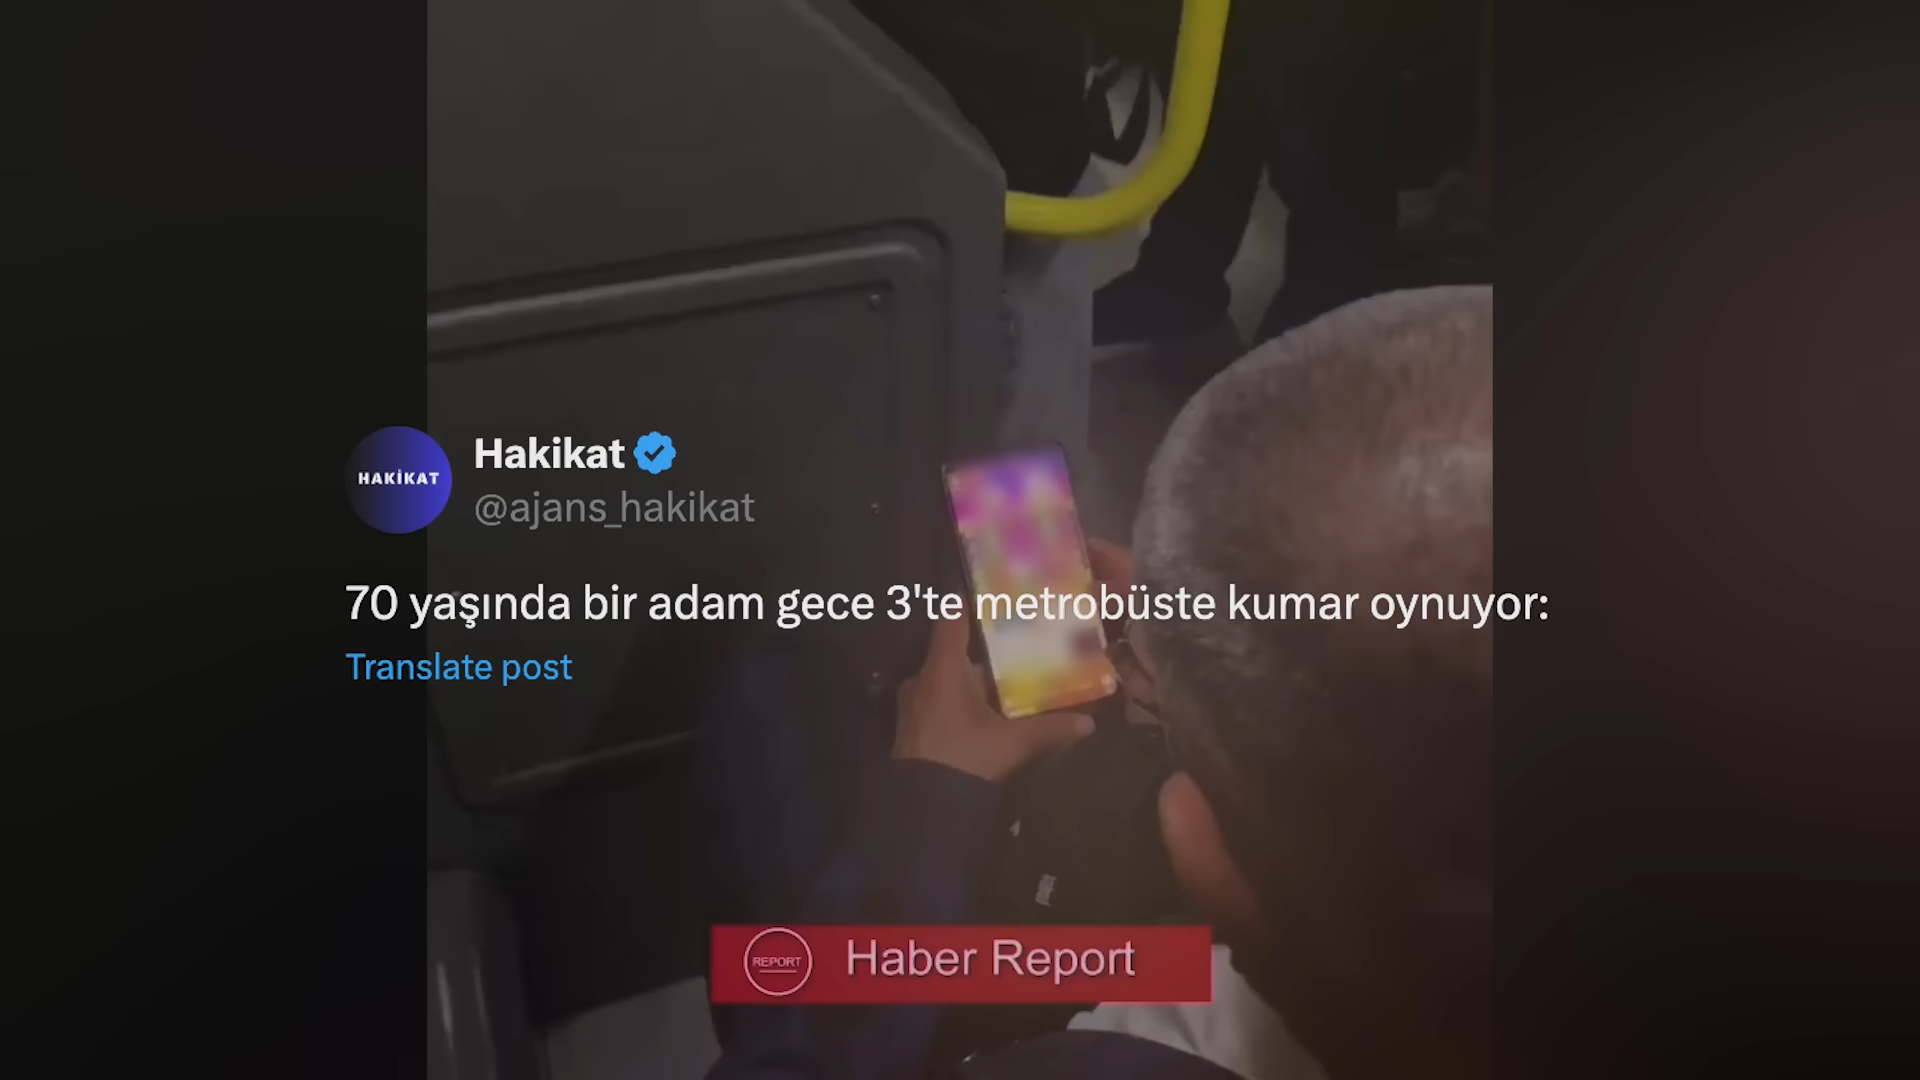 HAKİKAT
Hakikat
@ajans_hakikat
70 yaşında bir adam gece 3'te metrobüste kumar oynuyor:
Translate post
REPORT
Haber Report